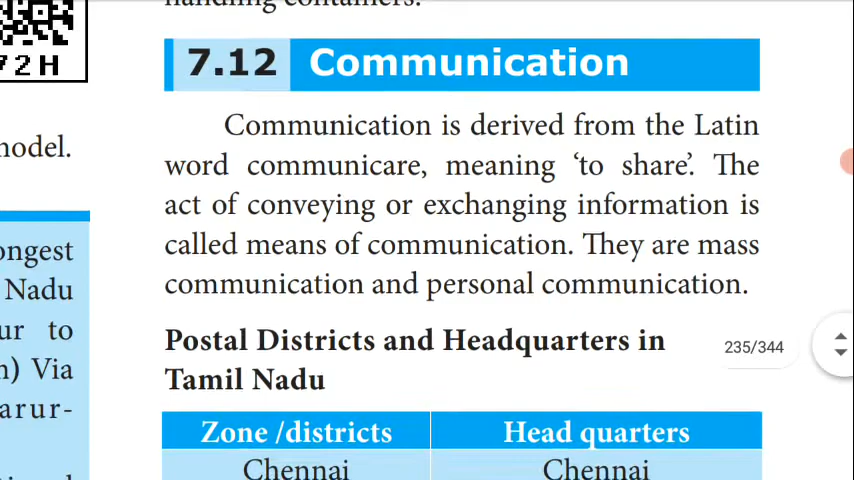 handling containers.
72H
nodel.
ongest
Nadu
ur to
n) Via
arur-
7.12 Communication
Communication is derived from the Latin
word communicare, meaning ‘to share’. The
act of conveying or exchanging information is
called means of communication. They are mass
communication and personal communication.
Postal Districts and Headquarters in
Tamil Nadu
235/344
Zone /districts Head quarters
Chennai Chennai